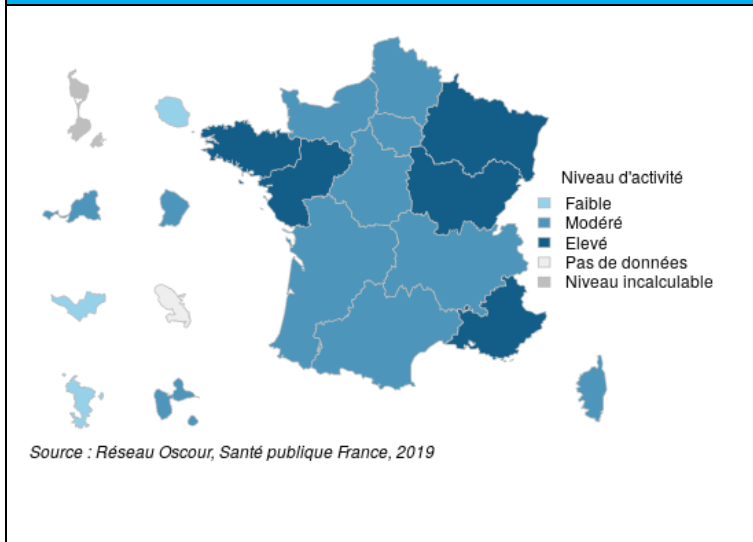 Niveau d'activité
Faible
Modéré
Elevé
Pas de données
Niveau incalculable
Source : Réseau Oscour, Santé publique France, 2019